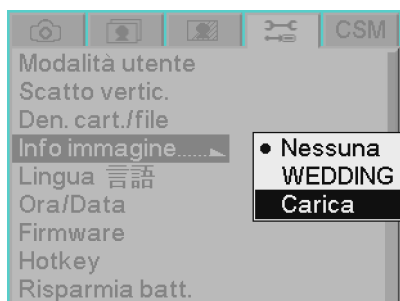 CSM
Modalità utente
Scatto vertic.
Den. cart./file
Info immagine......
Nessuna
Lingua 言語
WEDDING
Ora/Data
Carica
Firmware
Hotkey
Risparmia batt.